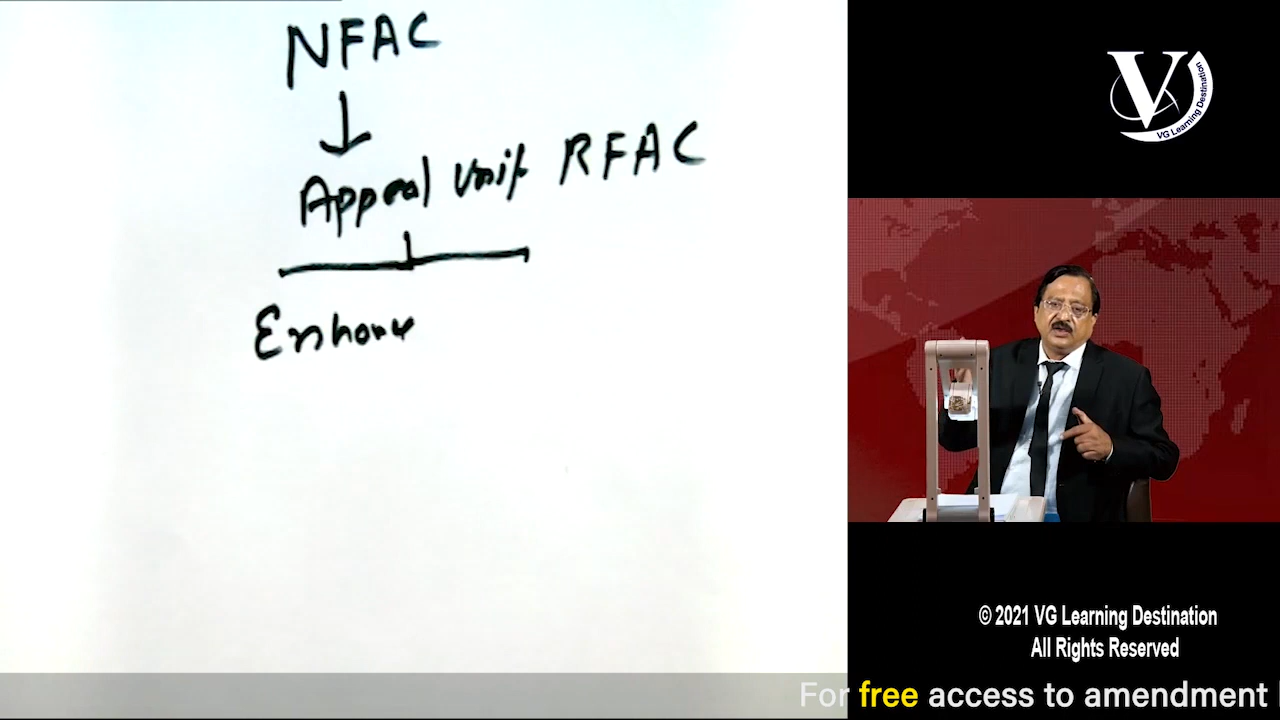 NFAC
Appeal Unit RFAC
Enhance
V
VG Learning Destination
© 2021 VG Learning Destination
All Rights Reserved
For free access to amendment